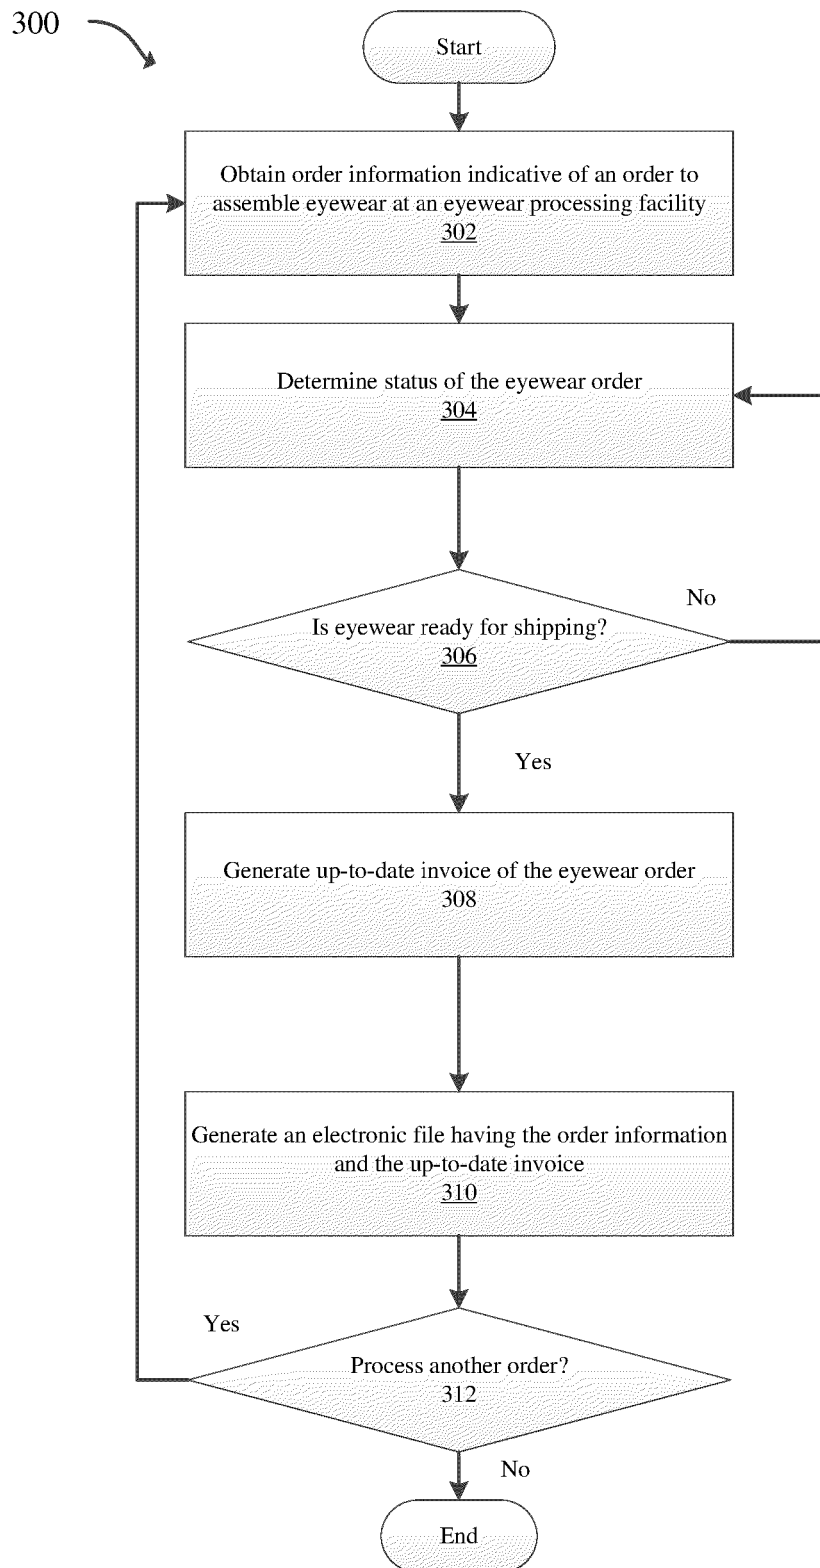 300
Start
Obtain order information indicative of an order to
assemble eyewear at an eyewear processing facility
302
Determine status of the eyewear order
304
No
Is eyewear ready for shipping?
306
Yes
Generate up-to-date invoice of the eyewear order
308
Generate an electronic file having the order information
and the up-to-date invoice
310
Yes
Process another order?
312
No
End